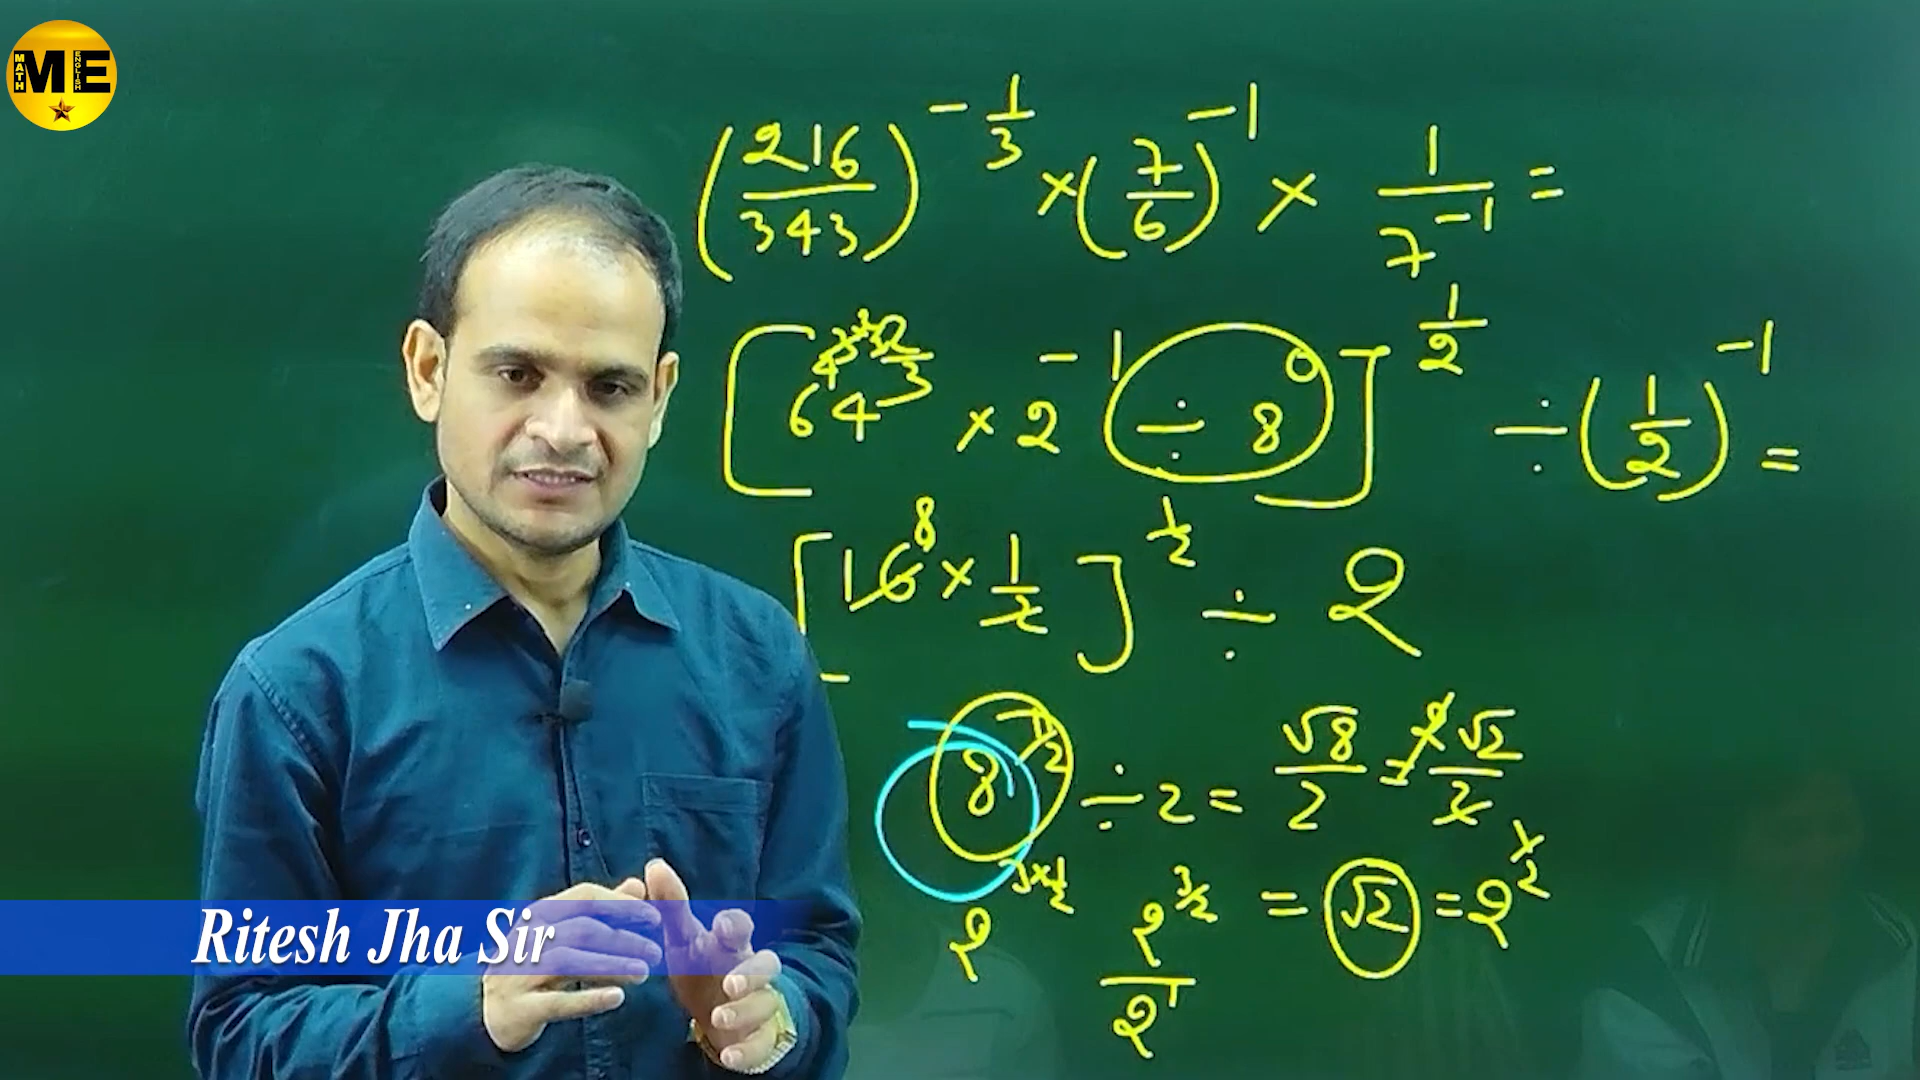 MATH ME ENGLISH
(216/343)^(-1/3) × (7/6)^(-1) × 1/7^(-1) =
[64^(2/3) × 2^(-1) ÷ 8^0]^(1/2) ÷ (1/2)^(-1) =
[16 8 × 1/2]^(1/2) ÷ 2
8^(1/2) ÷ 2 = √8/2 = 2√2/2
2^(3×1/2) 2^(3/2)/2^1 = √2 = 2^(1/2)
Ritesh Jha Sir